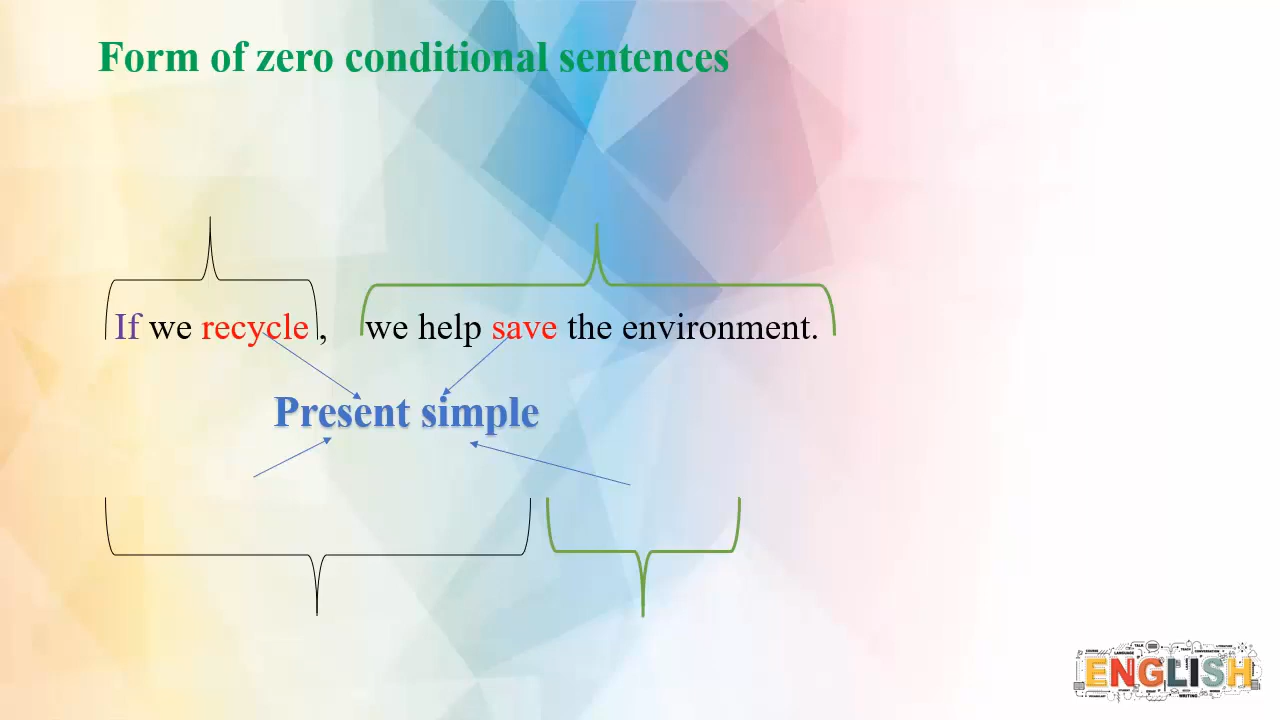 Form of zero conditional sentences
If we recycle , we help save the environment.
Present simple
ENGLISH